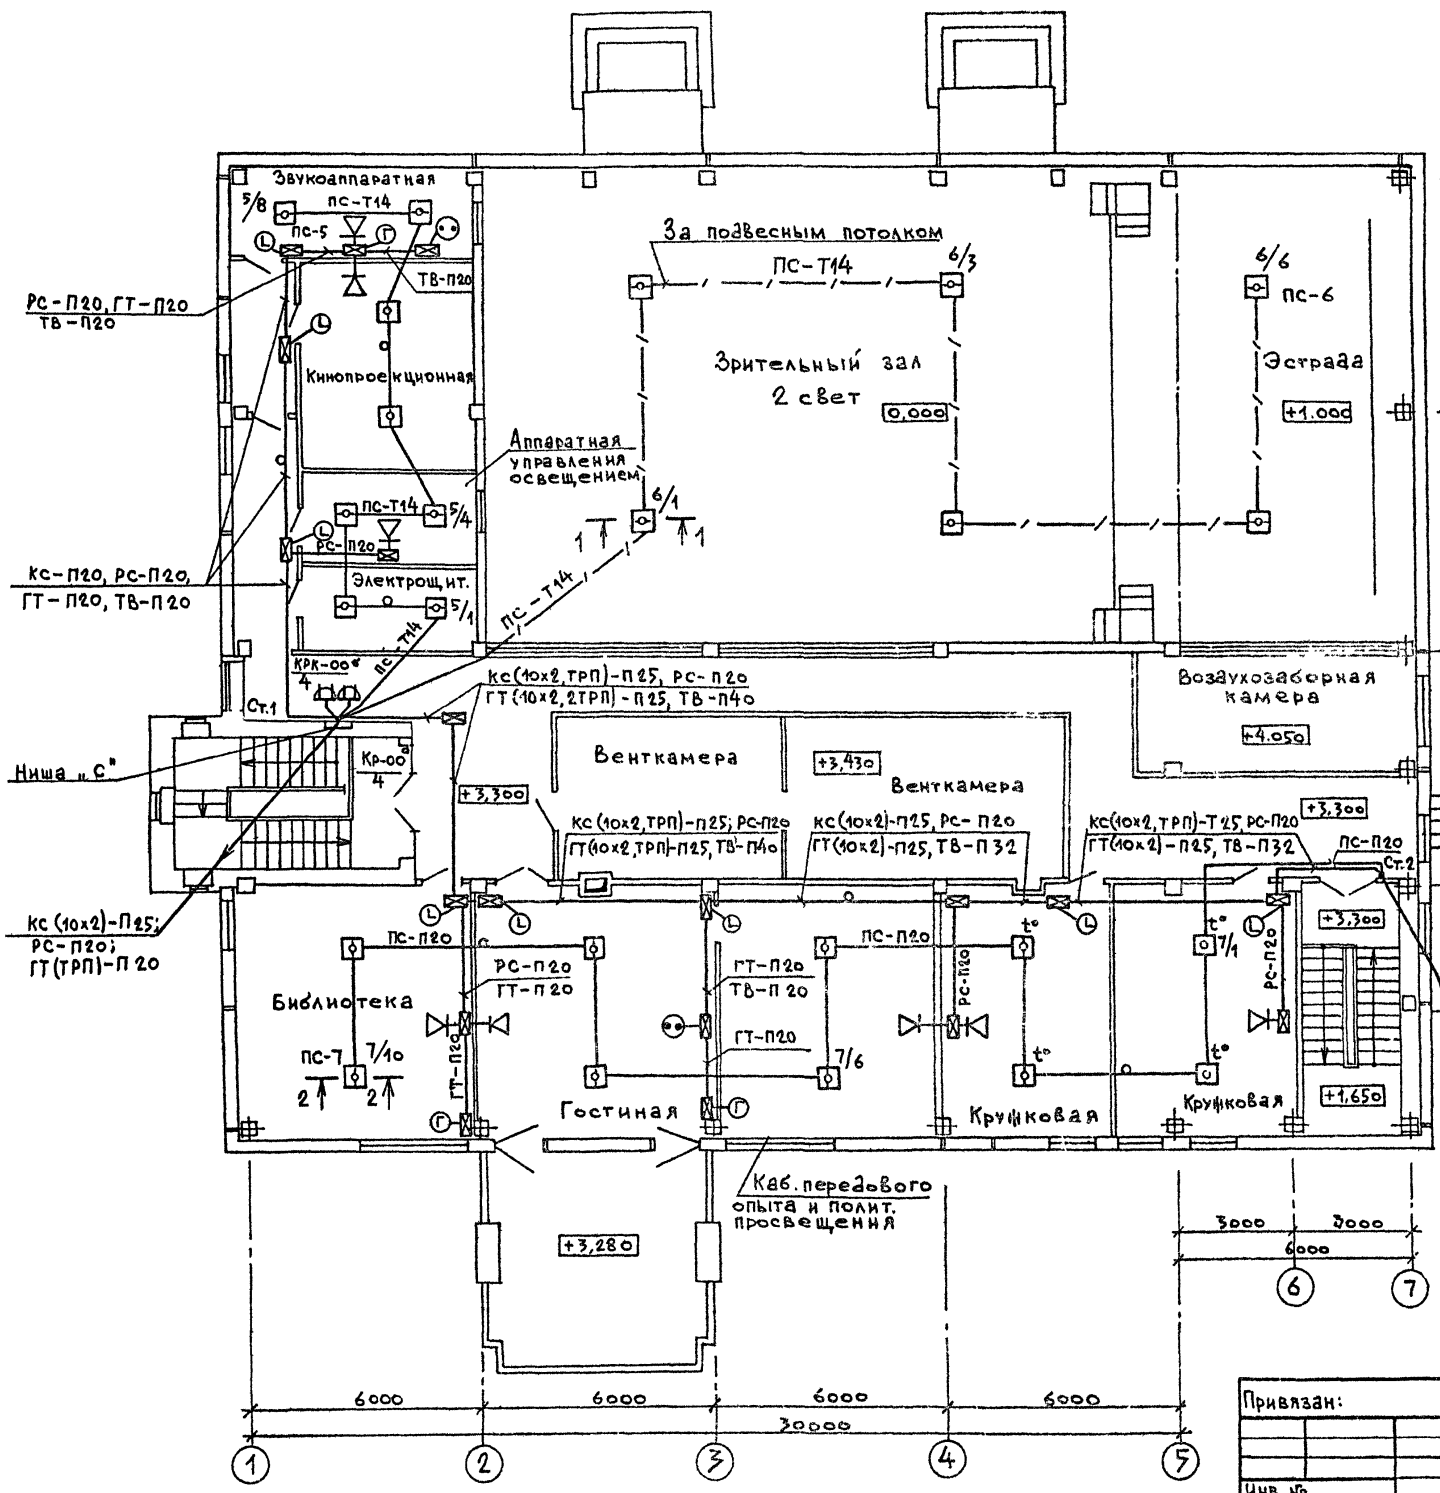 Звукоаппаратная
5/8
ПС-Т14
ПС-5
L
Г
ТВ-П20
РС-П20, ГТ-П20
ТВ-П20
L
Кинопроекционная
За подвесным потолком
ПС-Т14
6/3
6/6
ПС-6
Зрительный зал
2 свет
0,000
Эстрада
+1.000
Аппаратная
управления
освещением
ПС-Т14
5/4
L
РС-П20
6/1
1
1
КС-П20, РС-П20,
ГТ-П20, ТВ-П20
Электрощит.
5/1
ПС-Т14
ПС-Т14
КРК-00
4
Ст.1
КС(10х2,ТРП)-П25, РС-П20
ГТ(10х2,2ТРП)-П25, ТВ-П40
Воздухозаборная
камера
+4.050
Ниша „С"
Кр-00
4
Венткамера
+3,430
Венткамера
+3,300
+3.300
КС(10х2,ТРП)-П25; РС-П20
ГТ(10х2,ТРП)-П25, ТВ-П40
КС(10х2)-П25, РС-П20
ГТ(10х2)-П25, ТВ-П32
КС(10х2,ТРП)-Т25, РС-П20
ГТ(10х2)-П25, ТВ-П32
ПС-П20
Ст.2
КС(10х2)-П25;
РС-П20;
ГТ(ТРП)-П20
L
L
L
L
L
+3,300
ПС-П20
ПС-П20
t°
t°
7/1
РС-П20
РС-П20
РС-П20
ГТ-П20
ГТ-П20
ТВ-П20
Библиотека
ГТ-П20
ГТ-П20
ПС-7
7/10
7/6
t°
t°
2
2
Г
Г
Гостиная
Кружковая
Кружковая
+1,650
Каб. передового
опыта и полит.
просвещения
+3,280
3000
3000
6000
6
7
6000
6000
6000
6000
30000
1
2
3
4
5
Привязан:
Инв. №